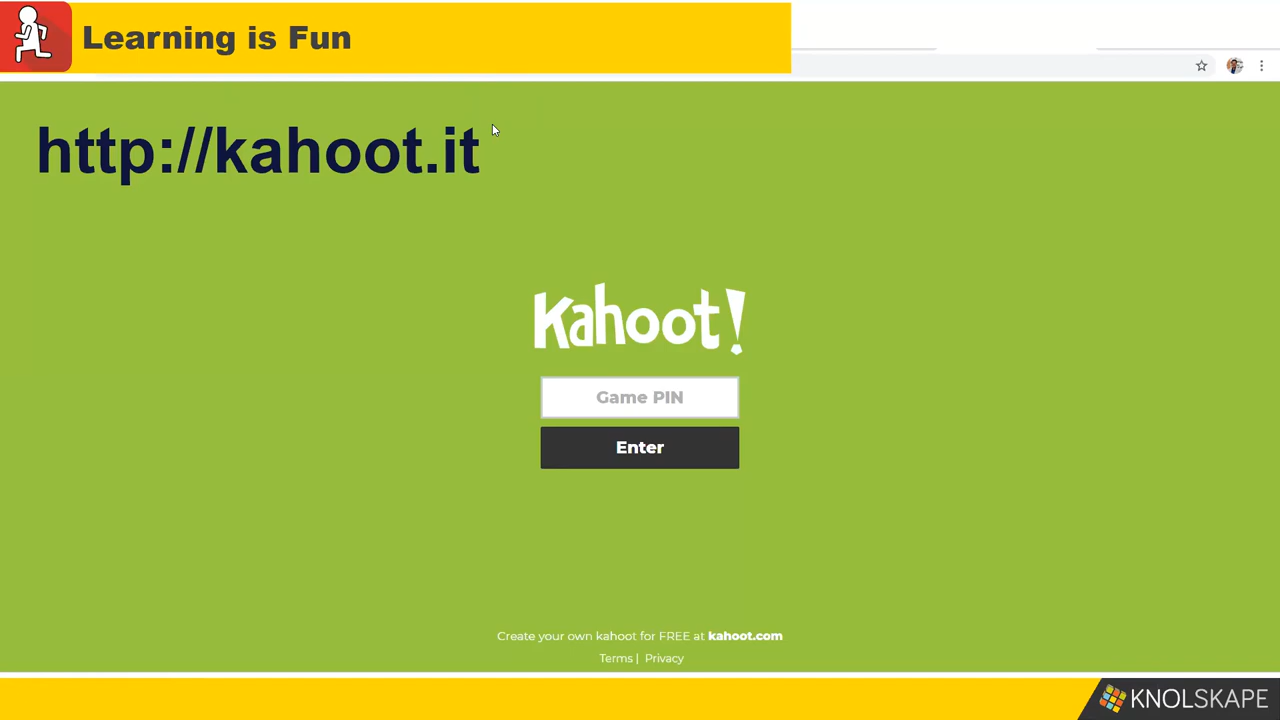 Learning is Fun
http://kahoot.it
Kahoot!
Game PIN
Enter
Create your own kahoot for FREE at kahoot.com
Terms | Privacy
KNOLSKAPE